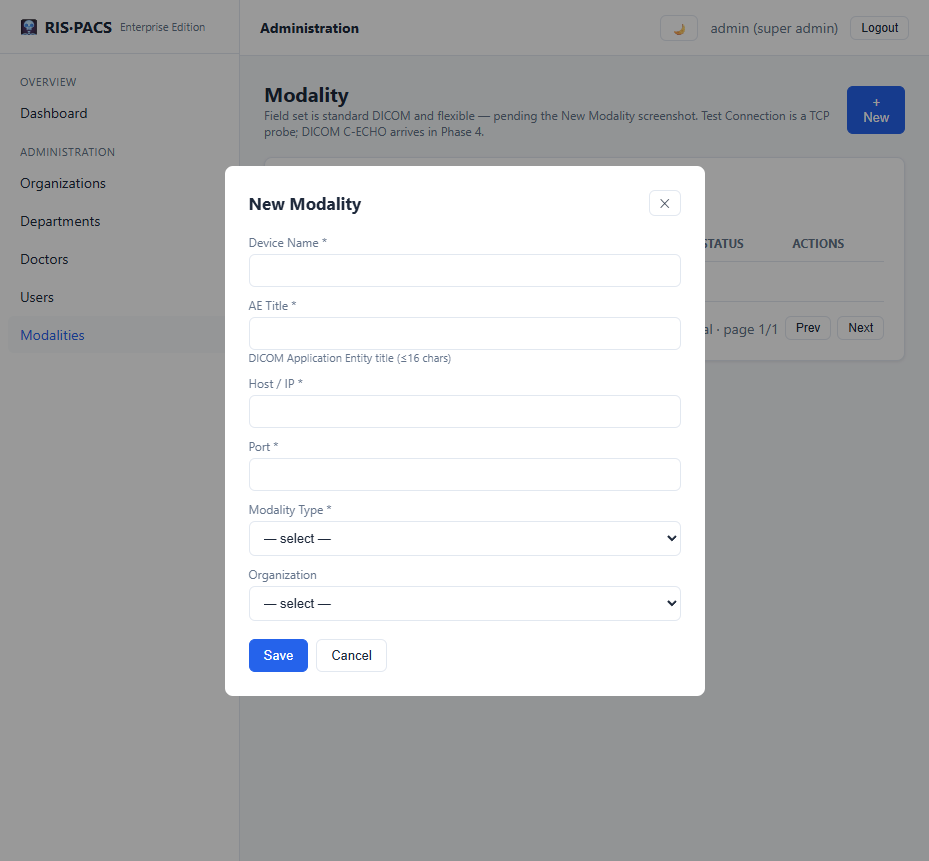 RIS·PACS Enterprise Edition
Administration
admin (super admin)
Logout
OVERVIEW
Dashboard
ADMINISTRATION
Organizations
Departments
Doctors
Users
Modalities
Modality
Field set is standard DICOM and flexible — pending the New Modality screenshot. Test Connection is a TCP
probe; DICOM C-ECHO arrives in Phase 4.
+
New
STATUS
ACTIONS
page 1/1
Prev
Next
New Modality
Device Name *
AE Title *
DICOM Application Entity title (≤16 chars)
Host / IP *
Port *
Modality Type *
— select —
Organization
— select —
Save
Cancel